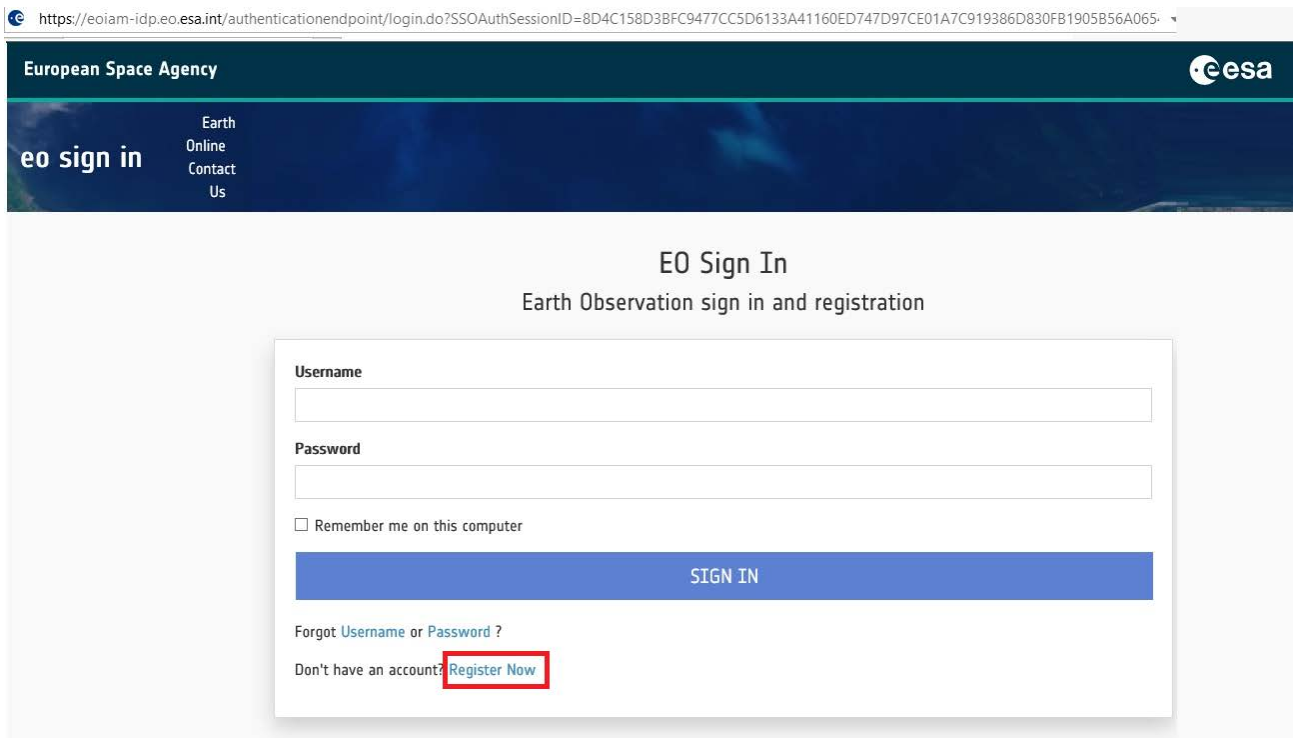 https://eoiam-idp.eo.esa.int/authenticationendpoint/login.do?SSOAuthSessionID=8D4C158D3BFC9477CC5D6133A41160ED747D97CE01A7C919386D830FB1905B56A065
European Space Agency
esa
eo sign in
Earth
Online
Contact
Us
EO Sign In
Earth Observation sign in and registration
Username
Password
Remember me on this computer
SIGN IN
Forgot Username or Password ?
Don't have an account? Register Now